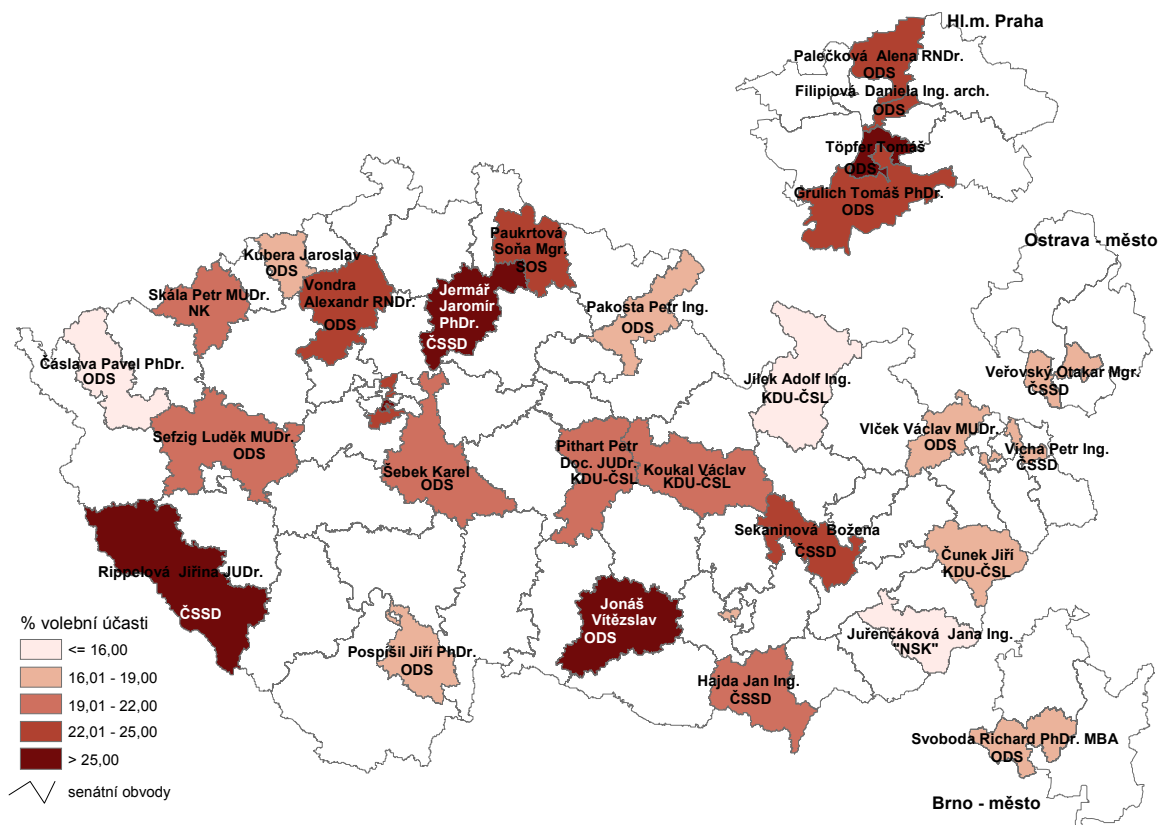 Hl.m. Praha
Palečková Alena RNDr.
ODS
Filipiová Daniela Ing. arch.
ODS
Töpfer Tomáš
ODS
Grulich Tomáš PhDr.
ODS
Ostrava - město
Veřovský Otakar Mgr.
ČSSD
Kubera Jaroslav
ODS
Paukrtová
Soňa Mgr.
SOS
Skála Petr MUDr.
NK
Vondra
Alexandr RNDr.
ODS
Jermář
Jaromír
PhDr.
ČSSD
Pakosta Petr Ing.
ODS
Čáslava Pavel PhDr.
ODS
Jílek Adolf Ing.
KDU-ČSL
Sefzig Luděk MUDr.
ODS
Šebek Karel
ODS
Pithart Petr
Doc. JUDr.
KDU-ČSL
Koukal Václav
KDU-ČSL
Vlček Václav MUDr.
ODS
Vícha Petr Ing.
ČSSD
Sekaninová Božena
ČSSD
Čunek Jiří
KDU-ČSL
Rippelová Jiřina JUDr.
ČSSD
Jonáš
Vítězslav
ODS
Pospíšil Jiří PhDr.
ODS
Juřenčáková Jana Ing.
"NSK"
Hajda Jan Ing.
ČSSD
Svoboda Richard PhDr. MBA
ODS
Brno - město
% volební účasti
<= 16,00
16,01 - 19,00
19,01 - 22,00
22,01 - 25,00
> 25,00
senátní obvody